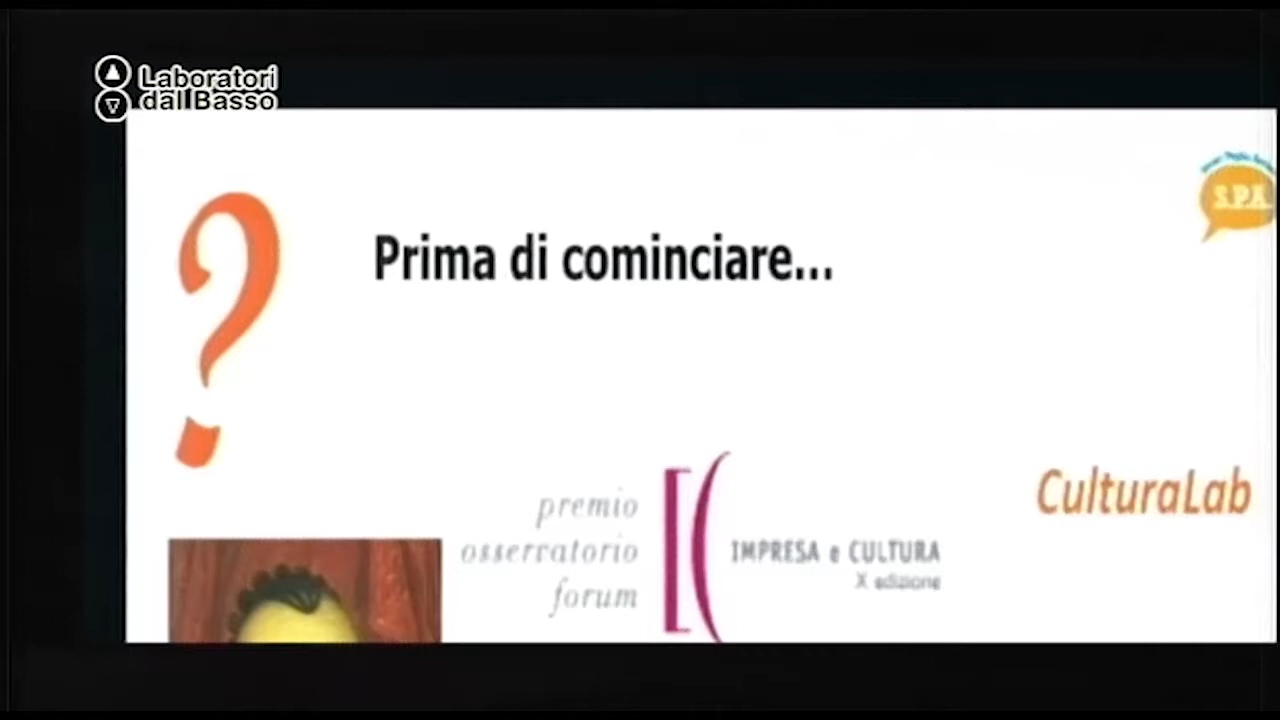 Laboratori
dal Basso
S.P.A.
?
Prima di cominciare...
CulturaLab
premio
osservatorio
forum
[(
IMPRESA e CULTURA
X edizione